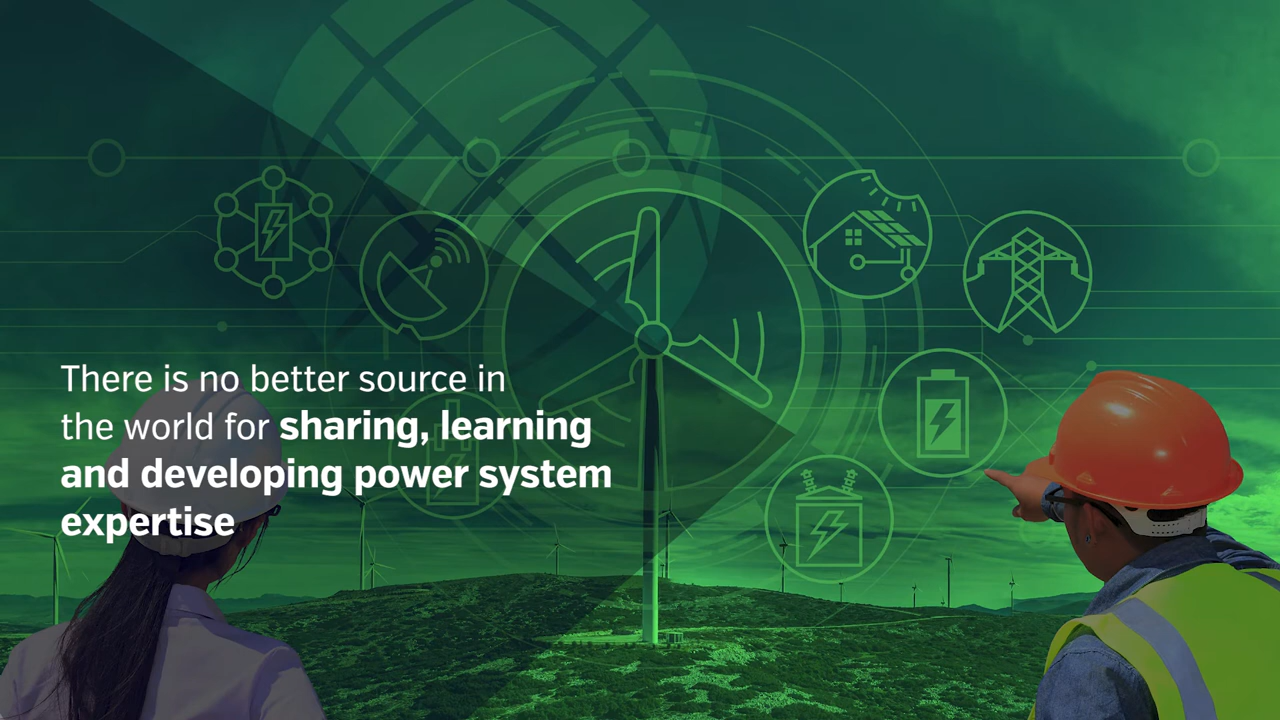 There is no better source in
the world for sharing, learning
and developing power system
expertise